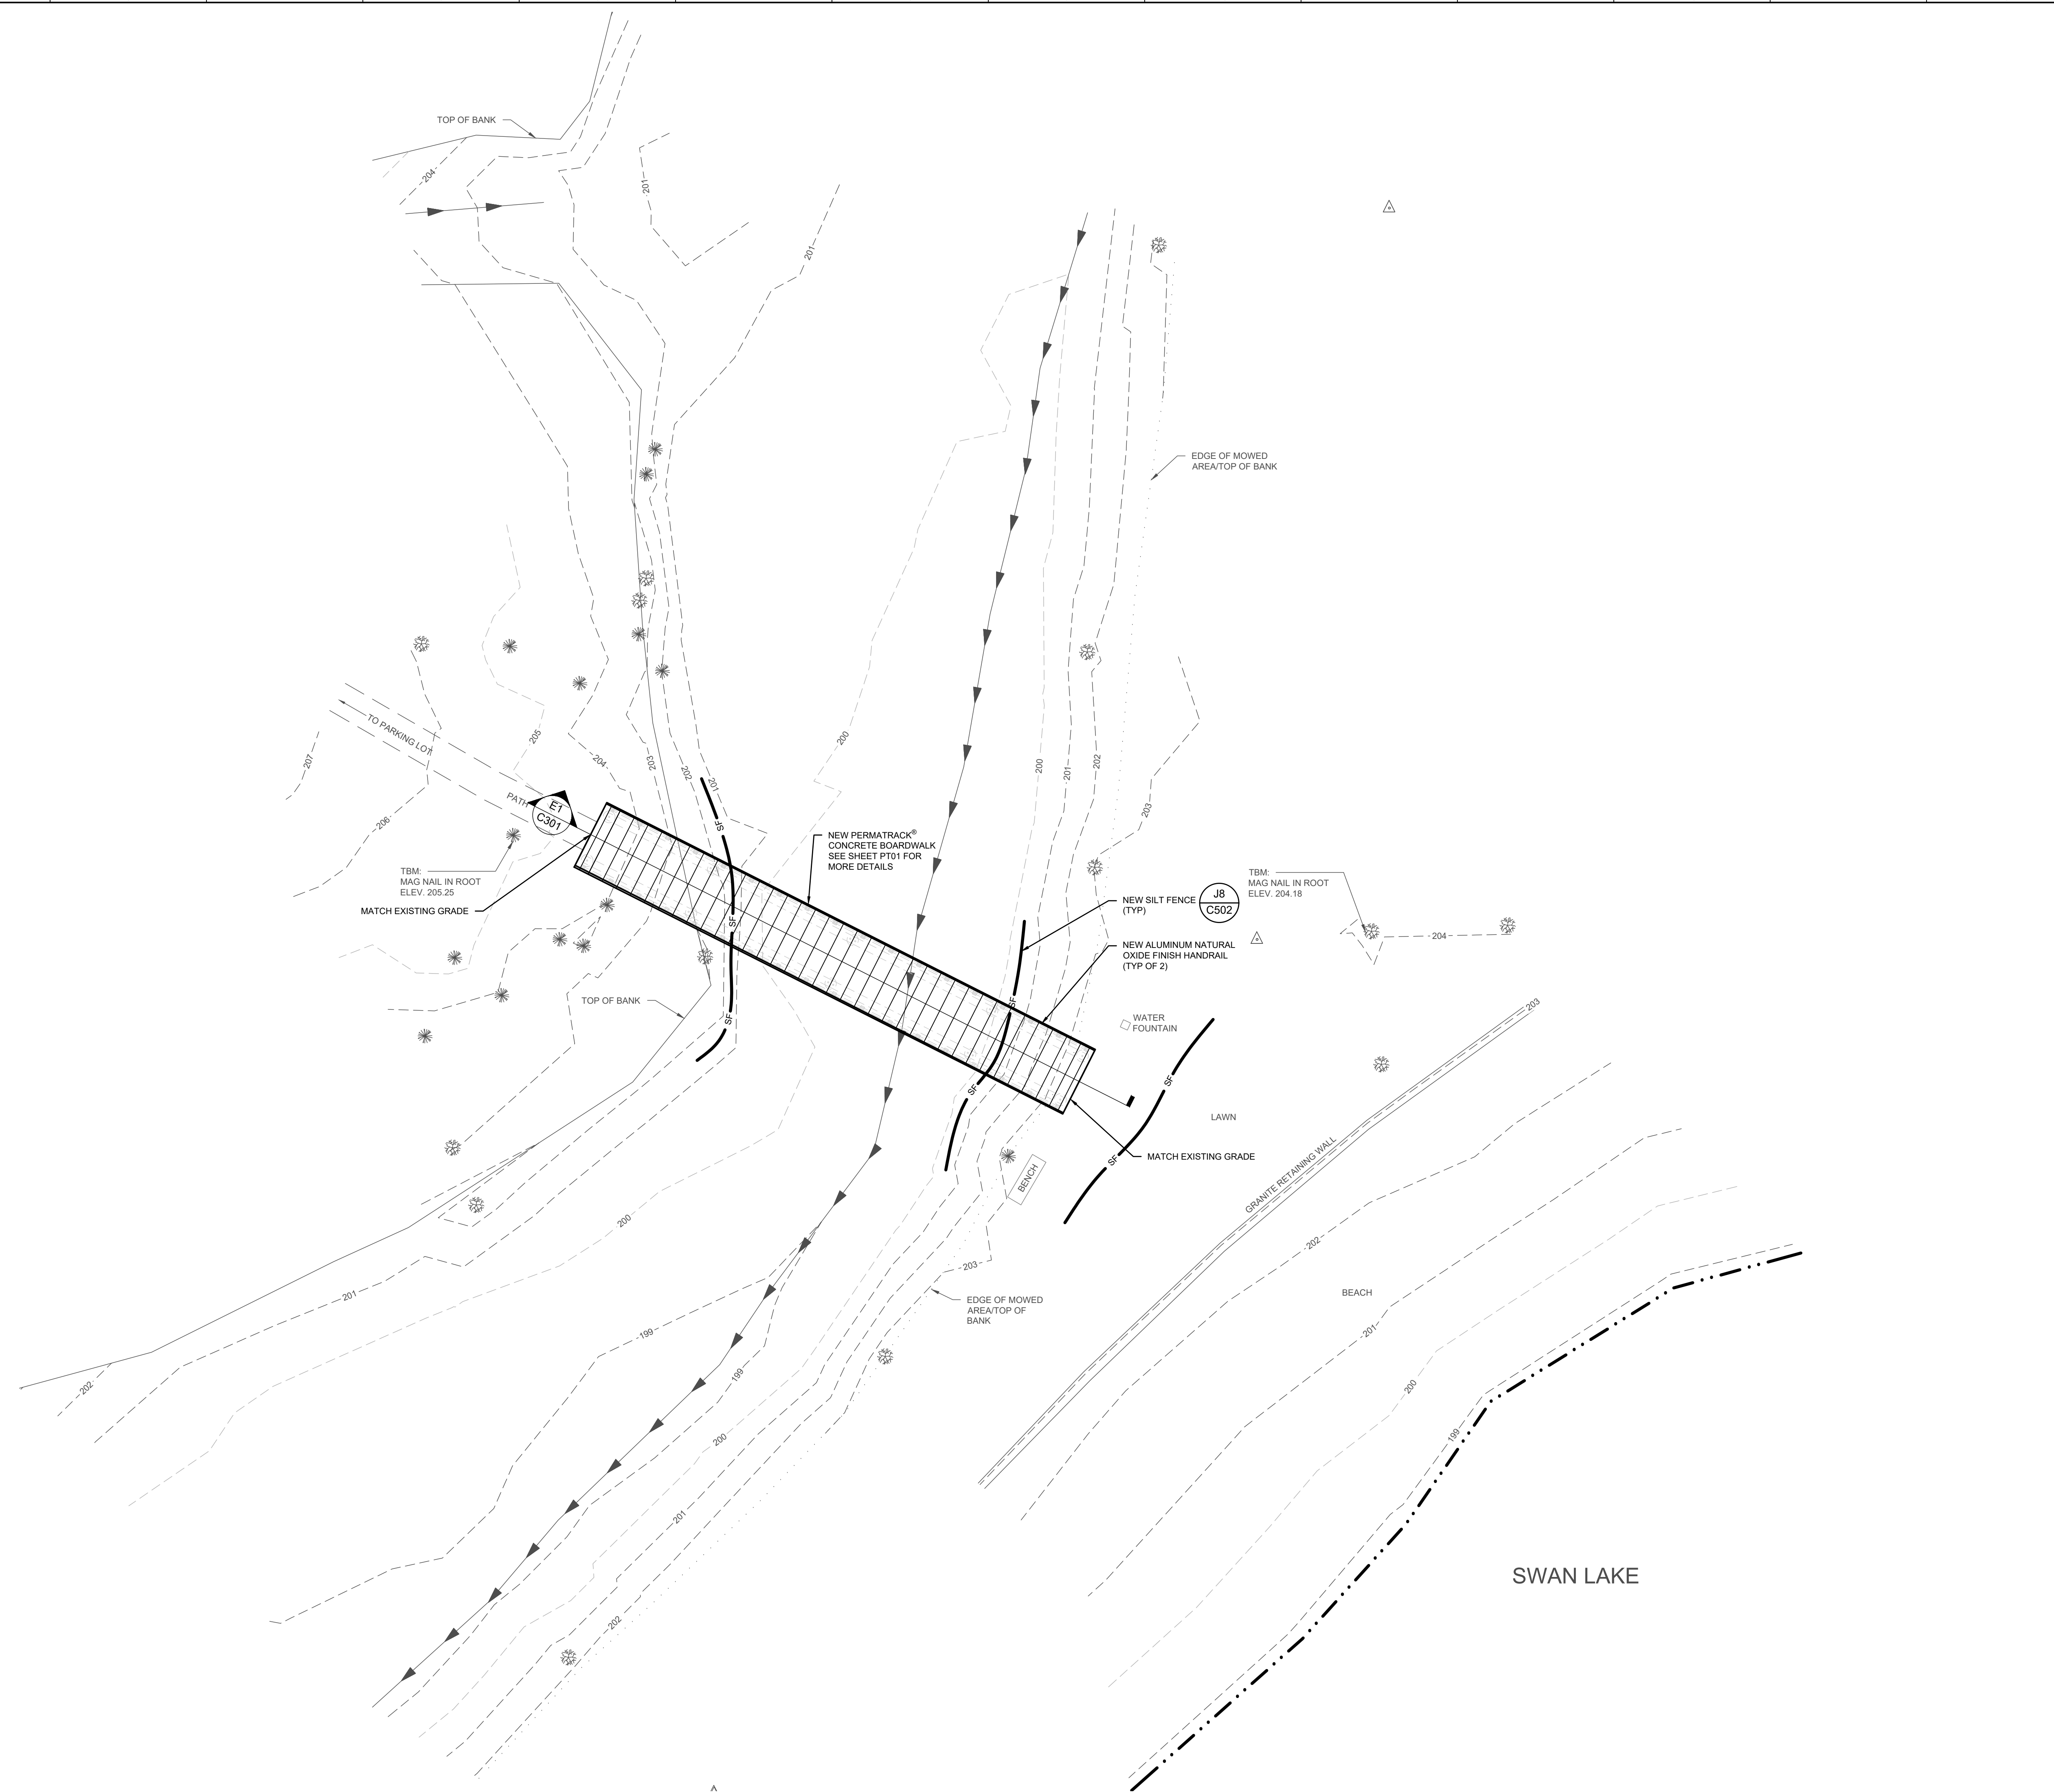 TOP OF BANK
204
201
201
EDGE OF MOWED
AREA/TOP OF BANK
TO PARKING LOT
PATH
207
206
205
204
203
202
201
200
200
201
202
203
E1
C301
SF
SF
SF
NEW PERMATRACK®
CONCRETE BOARDWALK
SEE SHEET PT01 FOR
MORE DETAILS
TBM:
MAG NAIL IN ROOT
ELEV. 205.25
MATCH EXISTING GRADE
NEW SILT FENCE
(TYP)
J8
C502
TBM:
MAG NAIL IN ROOT
ELEV. 204.18
204
NEW ALUMINUM NATURAL
OXIDE FINISH HANDRAIL
(TYP OF 2)
TOP OF BANK
SF
SF
WATER
FOUNTAIN
203
SF
SF
LAWN
MATCH EXISTING GRADE
BENCH
GRANITE RETAINING WALL
200
202
203
201
EDGE OF MOWED
AREA/TOP OF
BANK
BEACH
199
201
202
199
200
200
199
201
202
SWAN LAKE